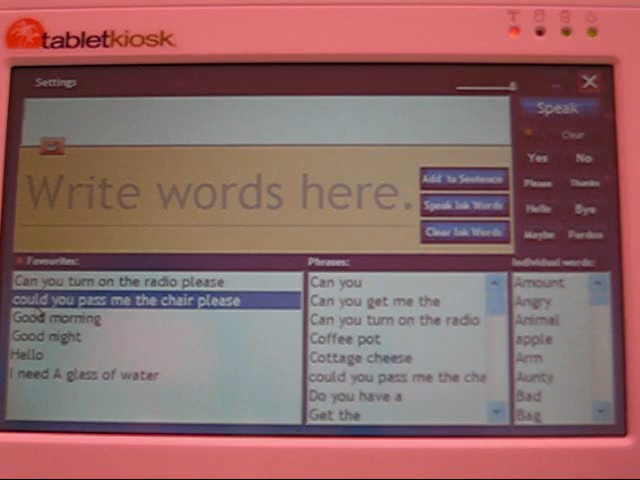 tabletkiosk
Settings
Speak
Clear
Yes No
Please Thanks
Hello Bye
Maybe Pardon
Write words here.
Add to Sentence
Speak Ink Words
Clear Ink Words
Favourites:
Can you turn on the radio please
could you pass me the chair please
Good morning
Good night
Hello
I need A glass of water
Phrases:
Can you
Can you get me the
Can you turn on the radio
Coffee pot
Cottage cheese
could you pass me the cha
Do you have a
Get the
Individual words:
Amount
Angry
Animal
apple
Arm
Aunty
Bad
Bag